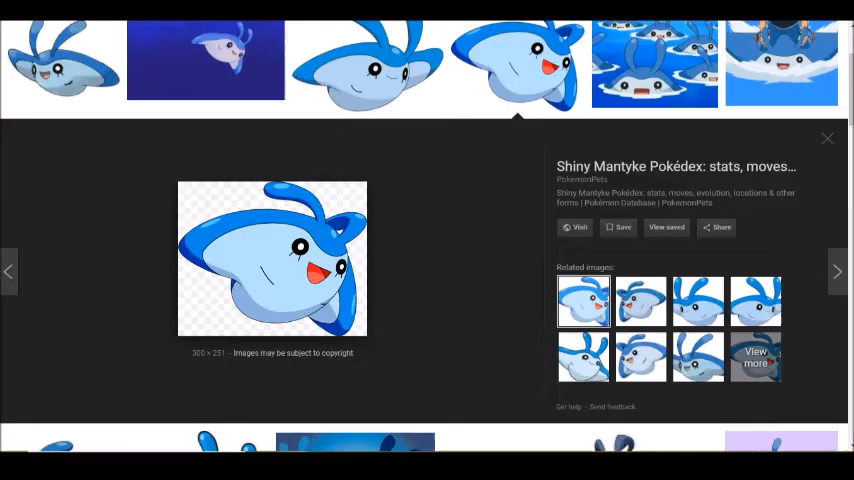 Shiny Mantyke Pokédex: stats, moves...
PokemonPets
Shiny Mantyke Pokédex: stats, moves, evolution, locations & other
forms | Pokémon Database | PokemonPets
Visit Save View saved Share
Related images:
View
more
300 × 251 - Images may be subject to copyright
Get help - Send feedback